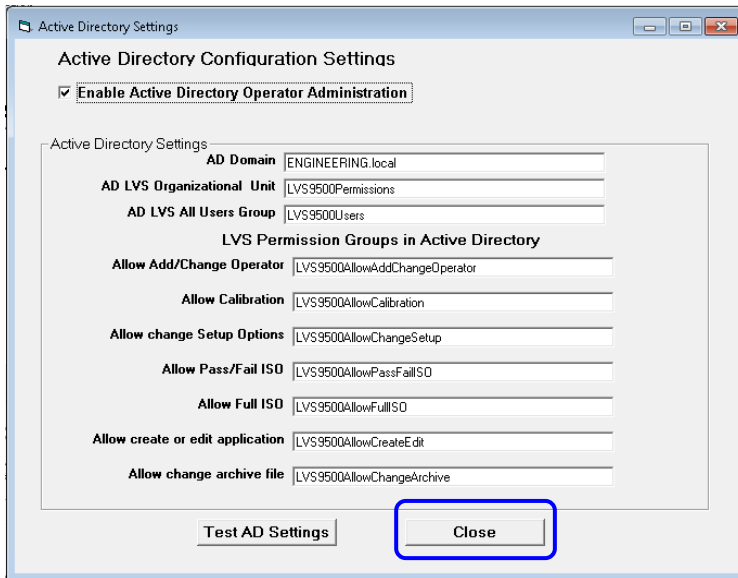 Active Directory Settings
Active Directory Configuration Settings
Enable Active Directory Operator Administration
Active Directory Settings
AD Domain ENGINEERING.local
AD LVS Organizational Unit LVS9500Permissions
AD LVS All Users Group LVS9500Users
LVS Permission Groups in Active Directory
Allow Add/Change Operator LVS9500AllowAddChangeOperator
Allow Calibration LVS9500AllowCalibration
Allow change Setup Options LVS9500AllowChangeSetup
Allow Pass/Fail ISO LVS9500AllowPassFailISO
Allow Full ISO LVS9500AllowFullISO
Allow create or edit application LVS9500AllowCreateEdit
Allow change archive file LVS9500AllowChangeArchive
Test AD Settings Close